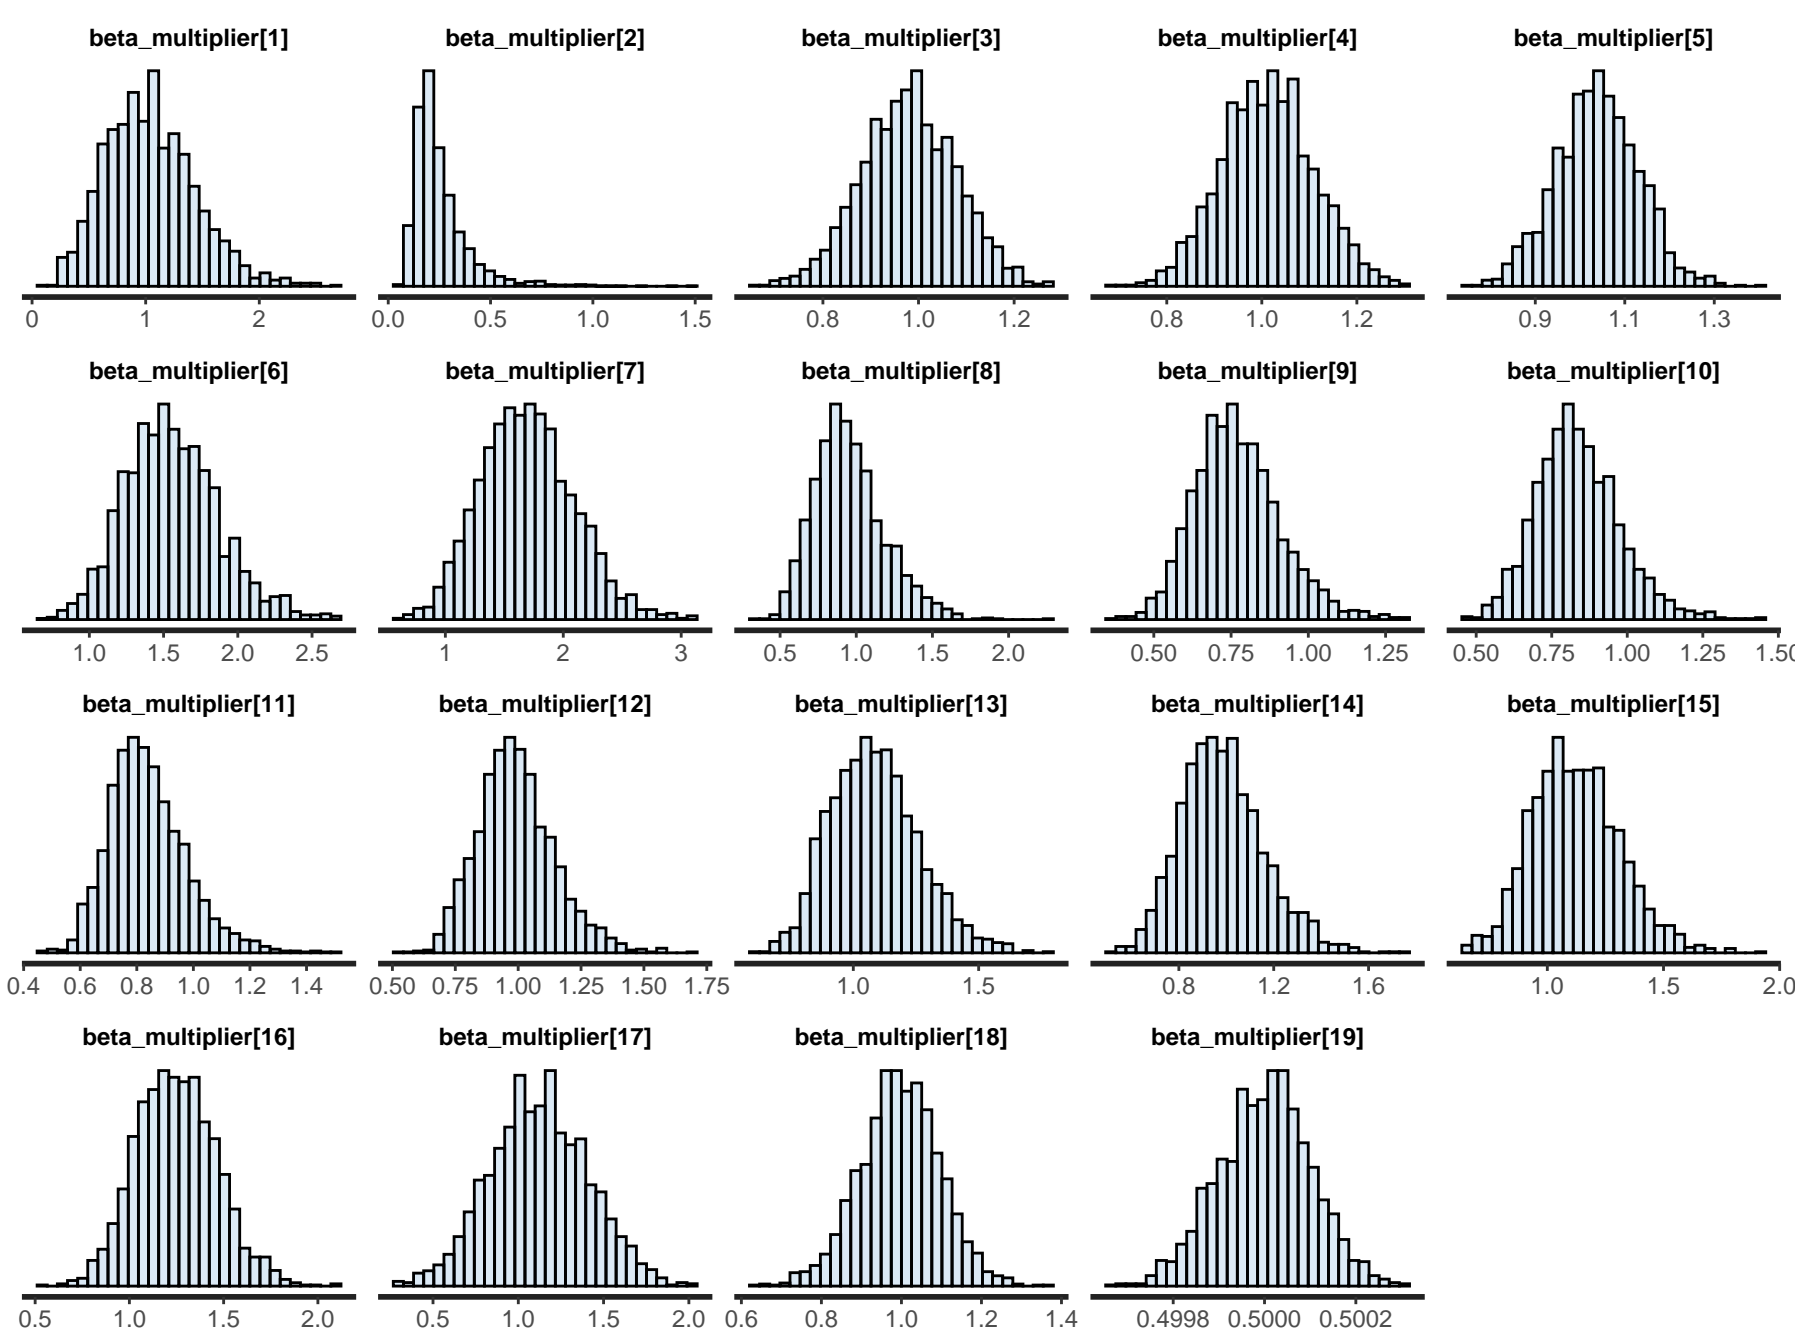 beta_multiplier[1] beta_multiplier[2] beta_multiplier[3] beta_multiplier[4] beta_multiplier[5]
0 1 2 0.0 0.5 1.0 1.5 0.8 1.0 1.2 0.8 1.0 1.2 0.9 1.1 1.3
beta_multiplier[6] beta_multiplier[7] beta_multiplier[8] beta_multiplier[9] beta_multiplier[10]
1.0 1.5 2.0 2.5 1 2 3 0.5 1.0 1.5 2.0 0.50 0.75 1.00 1.25 0.50 0.75 1.00 1.25 1.50
beta_multiplier[11] beta_multiplier[12] beta_multiplier[13] beta_multiplier[14] beta_multiplier[15]
0.4 0.6 0.8 1.0 1.2 1.4 0.50 0.75 1.00 1.25 1.50 1.75 1.0 1.5 0.8 1.2 1.6 1.0 1.5 2.0
beta_multiplier[16] beta_multiplier[17] beta_multiplier[18] beta_multiplier[19]
0.5 1.0 1.5 2.0 0.5 1.0 1.5 2.0 0.6 0.8 1.0 1.2 1.4 0.4998 0.5000 0.5002